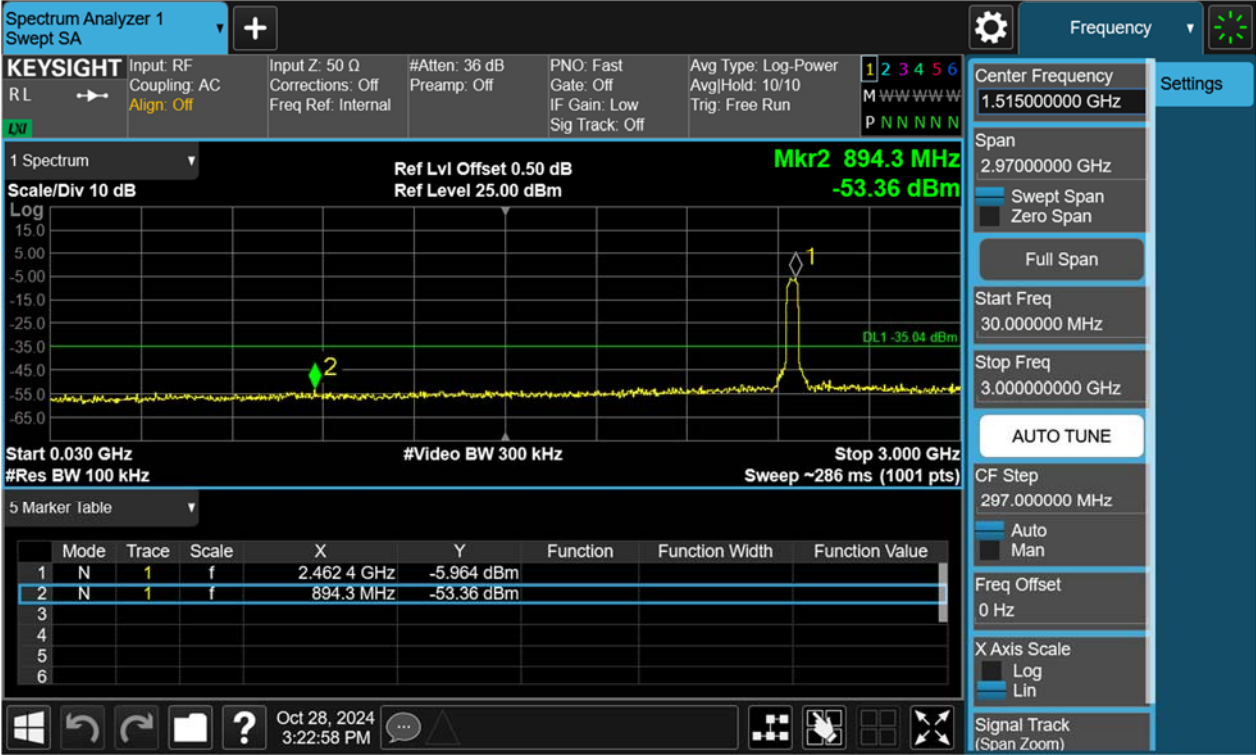 Spectrum Analyzer 1
Swept SA
+
Frequency
KEYSIGHT
R L
LXI
Input: RF
Coupling: AC
Align: Off
Input Z: 50 Ω
Corrections: Off
Freq Ref: Internal
#Atten: 36 dB
Preamp: Off
PNO: Fast
Gate: Off
IF Gain: Low
Sig Track: Off
Avg Type: Log-Power
Avg|Hold: 10/10
Trig: Free Run
1 2 3 4 5 6
M W W W W W
P N N N N N
1 Spectrum
Scale/Div 10 dB
Ref Lvl Offset 0.50 dB
Ref Level 25.00 dBm
Mkr2 894.3 MHz
-53.36 dBm
Log
15.0
5.00
-5.00
-15.0
-25.0
-35.0
-45.0
-55.0
-65.0
1
DL1 -35.04 dBm
2
Start 0.030 GHz
#Video BW 300 kHz
Stop 3.000 GHz
#Res BW 100 kHz
Sweep ~286 ms (1001 pts)
5 Marker Table
Mode Trace Scale X Y Function Function Width Function Value
1 N 1 f 2.462 4 GHz -5.964 dBm
2 N 1 f 894.3 MHz -53.36 dBm
3
4
5
6
Oct 28, 2024
3:22:58 PM
?
Center Frequency
1.515000000 GHz
Span
2.97000000 GHz
Swept Span
Zero Span
Full Span
Start Freq
30.000000 MHz
Stop Freq
3.000000000 GHz
AUTO TUNE
CF Step
297.000000 MHz
Auto
Man
Freq Offset
0 Hz
X Axis Scale
Log
Lin
Signal Track
(Span Zoom)
Settings